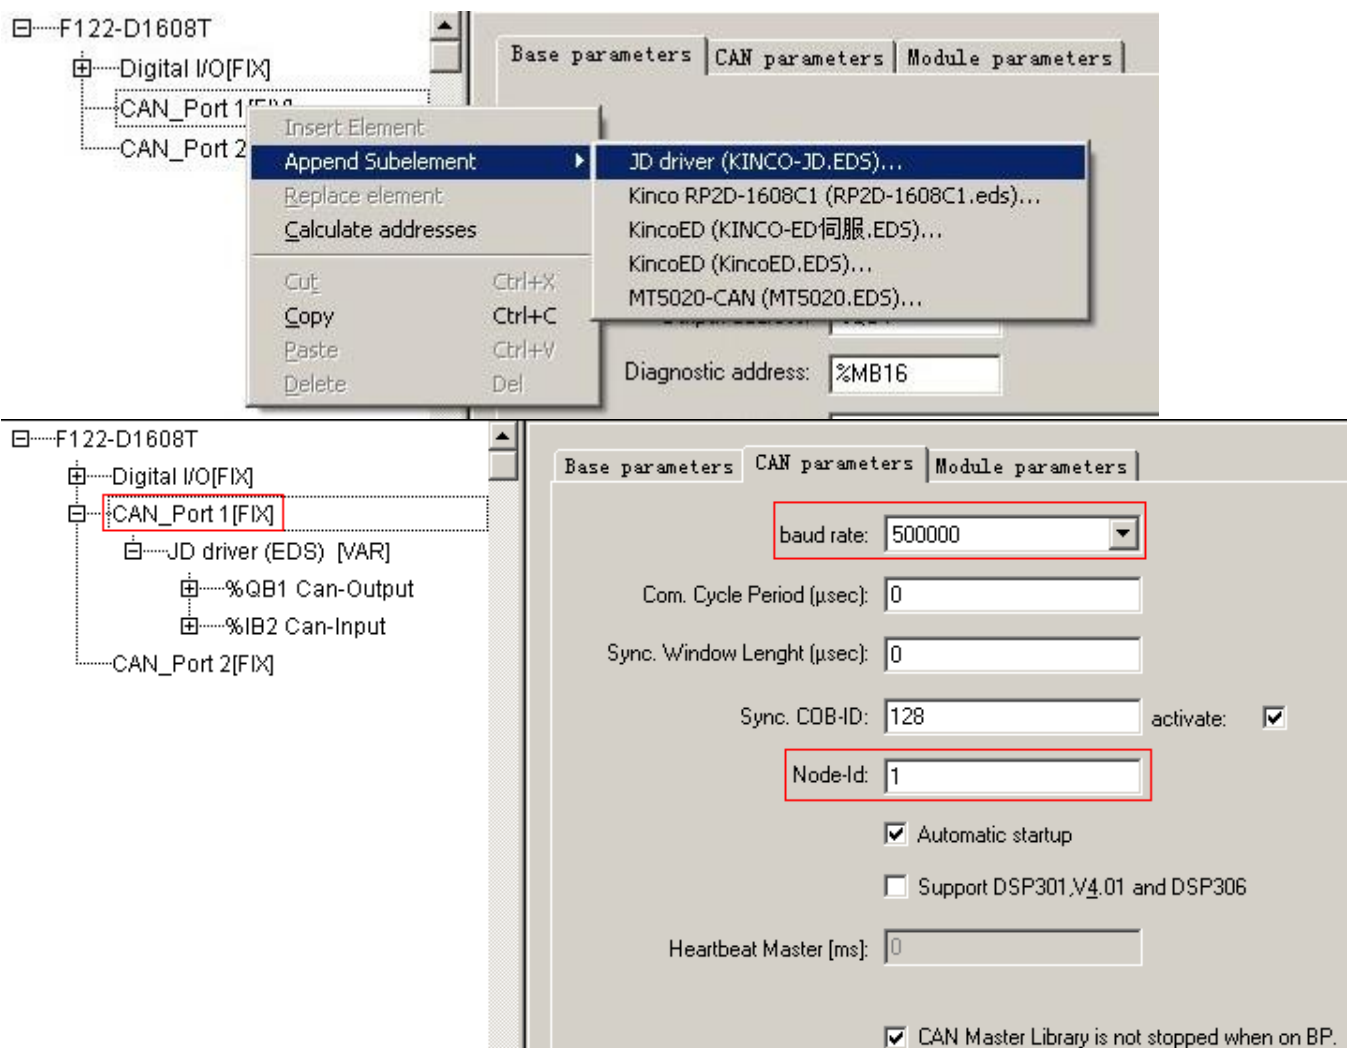 F122-D1608T
Digital I/O[FIX]
CAN_Port 1[FIX]
CAN_Port 2
Base parameters
CAN parameters
Module parameters
Insert Element
Append Subelement
Replace element
Calculate addresses
Cut Ctrl+X
Copy Ctrl+C
Paste Ctrl+V
Delete Del
JD driver (KINCO-JD.EDS)...
Kinco RP2D-1608C1 (RP2D-1608C1.eds)...
KincoED (KINCO-ED伺服.EDS)...
KincoED (KincoED.EDS)...
MT5020-CAN (MT5020.EDS)...
Diagnostic address: %MB16
F122-D1608T
Digital I/O[FIX]
CAN_Port 1[FIX]
JD driver (EDS) [VAR]
%QB1 Can-Output
%IB2 Can-Input
CAN_Port 2[FIX]
Base parameters
CAN parameters
Module parameters
baud rate: 500000
Com. Cycle Period (µsec): 0
Sync. Window Lenght (µsec): 0
Sync. COB-ID: 128 activate:
Node-Id: 1
Automatic startup
Support DSP301,V4.01 and DSP306
Heartbeat Master [ms]: 0
CAN Master Library is not stopped when on BP.